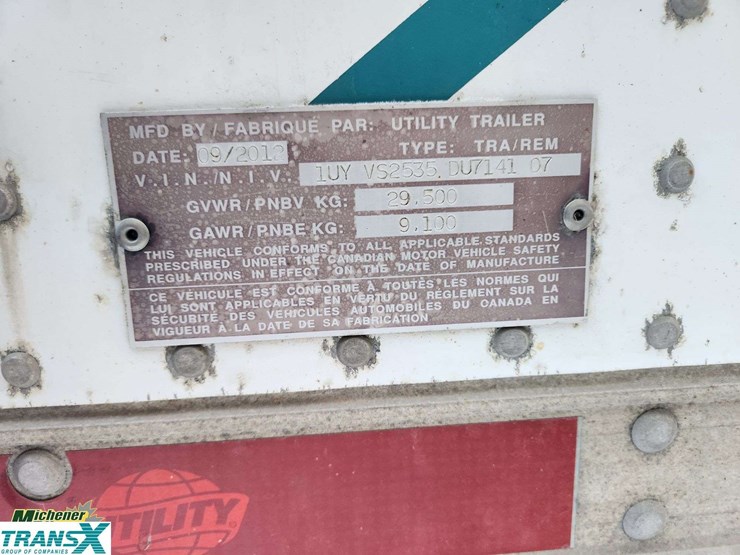 MFD BY / FABRIQUE PAR: UTILITY TRAILER
DATE: 09/2012 TYPE: TRA/REM
V.I.N./N.I.V.: 1UY VS2535 DU7141 07
GVWR/PNBV KG: 29,500
GAWR/PNBE KG: 9,100
THIS VEHICLE CONFORMS TO ALL APPLICABLE STANDARDS
PRESCRIBED UNDER THE CANADIAN MOTOR VEHICLE SAFETY
REGULATIONS IN EFFECT ON THE DATE OF MANUFACTURE
CE VÉHICULE EST CONFORME À TOUTES LES NORMES QUI
LUI SONT APPLICABLES EN VERTU DU RÉGLEMENT SUR LA
SÉCURITÉ DES VEHICULES AUTOMOBILES DU CANADA EN
VIGUEUR À LA DATE DE SA FABRICATION.
UTILITY
Michener
TRANSX
GROUP OF COMPANIES